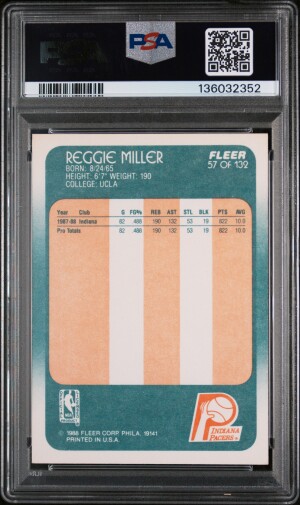 PSA
136032352
REGGIE MILLER
FLEER
BORN: 8/24/65
57 OF 132
HEIGHT: 6'7" WEIGHT: 190
COLLEGE: UCLA
Year Club G FG% REB AST STL BLK PTS AVG
1987-88 Indiana 82 .488 190 132 53 19 822 10.0
Pro Totals 82 .488 190 132 53 19 822 10.0
NBA
INDIANA
PACERS
© 1988 FLEER CORP. PHILA. 19141
PRINTED IN U.S.A.